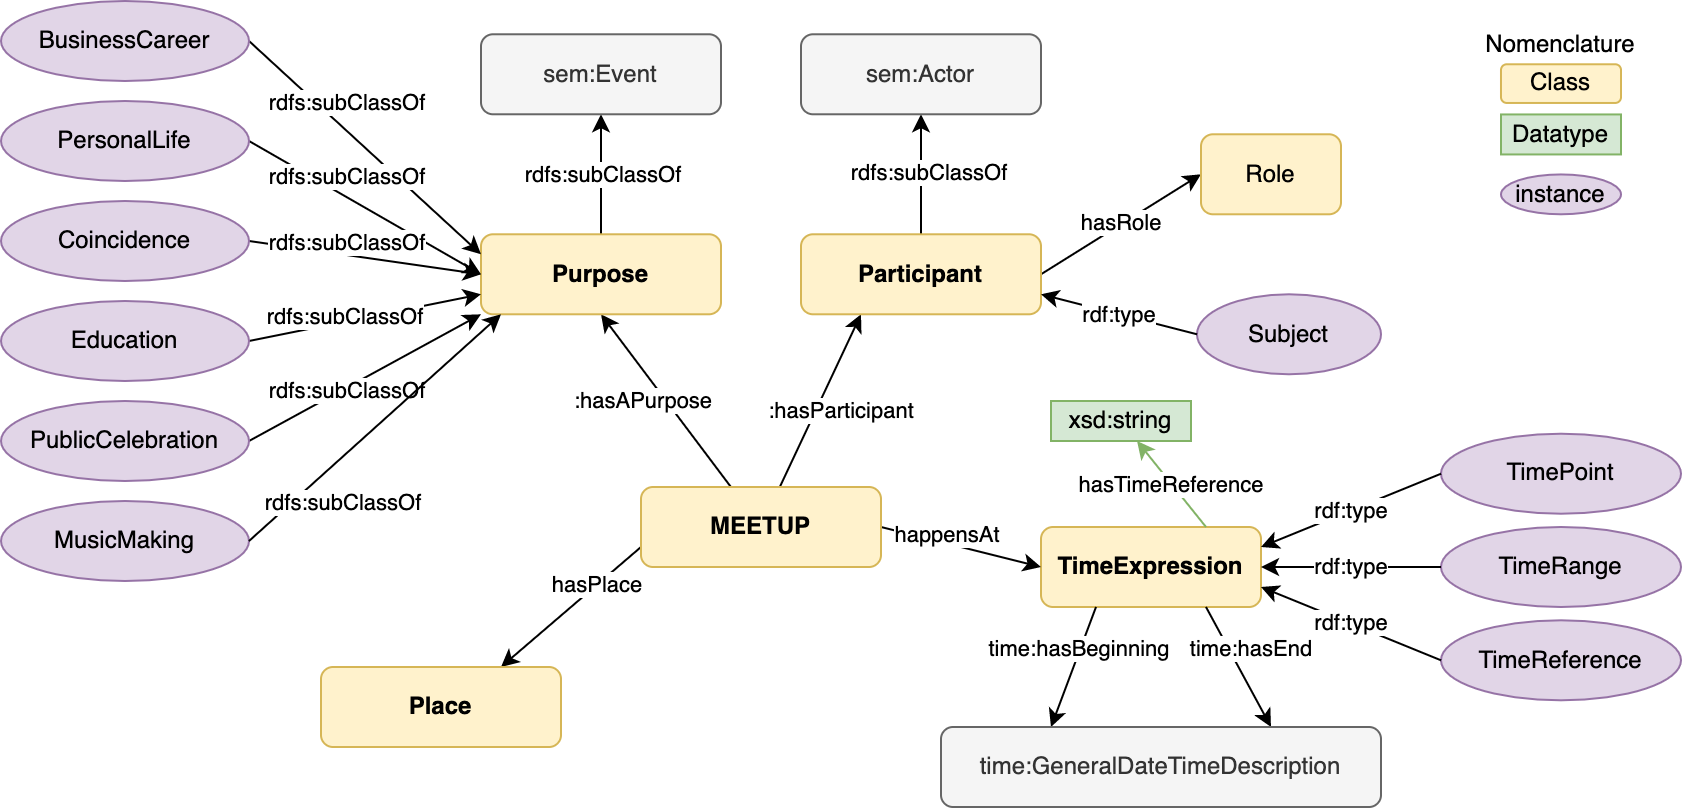 BusinessCareer
sem:Event
sem:Actor
Nomenclature
Class
rdfs:subClassOf
Datatype
PersonalLife
rdfs:subClassOf
rdfs:subClassOf
rdfs:subClassOf
Role
instance
hasRole
Coincidence
rdfs:subClassOf
Purpose
Participant
rdfs:subClassOf
rdf:type
Education
Subject
rdfs:subClassOf
:hasAPurpose
:hasParticipant
xsd:string
PublicCelebration
TimePoint
hasTimeReference
rdfs:subClassOf
rdf:type
MEETUP
happensAt
MusicMaking
TimeExpression
rdf:type
TimeRange
hasPlace
rdf:type
time:hasBeginning
time:hasEnd
TimeReference
Place
time:GeneralDateTimeDescription